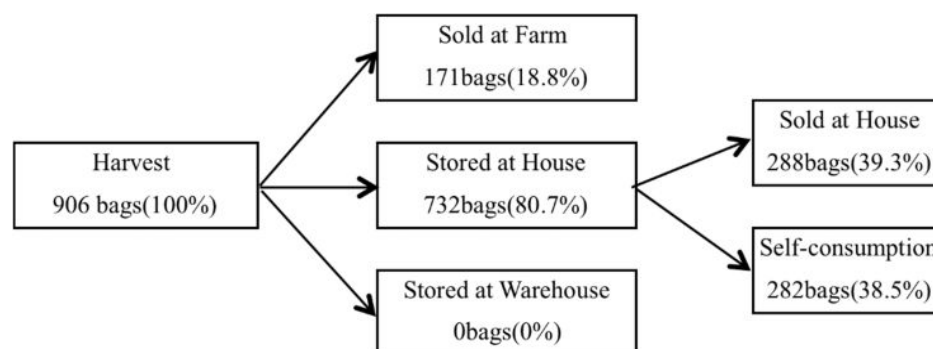 Harvest
906 bags(100%)
Sold at Farm
171bags(18.8%)
Stored at House
732bags(80.7%)
Stored at Warehouse
0bags(0%)
Sold at House
288bags(39.3%)
Self-consumption
282bags(38.5%)